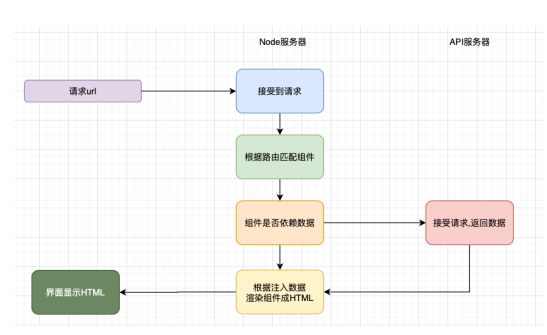 Node服务器
API服务器
请求url
接受到请求
根据路由匹配组件
组件是否依赖数据
接受请求,返回数据
界面显示HTML
根据注入数据
渲染组件成HTML